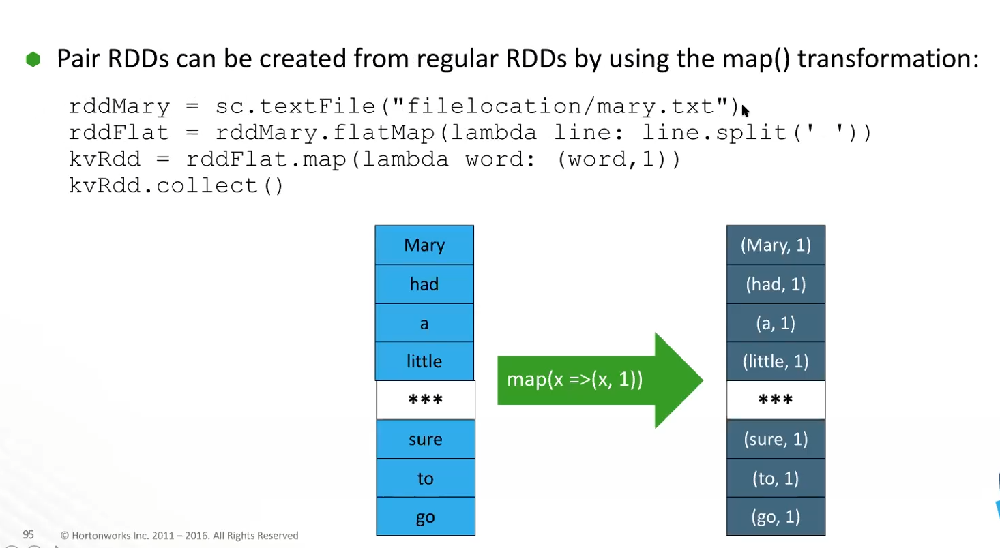 Pair RDDs can be created from regular RDDs by using the map() transformation:
rddMary = sc.textFile("filelocation/mary.txt")
rddFlat = rddMary.flatMap(lambda line: line.split(' '))
kvRdd = rddFlat.map(lambda word: (word,1))
kvRdd.collect()
Mary
had
a
little
***
sure
to
go
map(x =>(x, 1))
(Mary, 1)
(had, 1)
(a, 1)
(little, 1)
***
(sure, 1)
(to, 1)
(go, 1)
95 © Hortonworks Inc. 2011 – 2016. All Rights Reserved